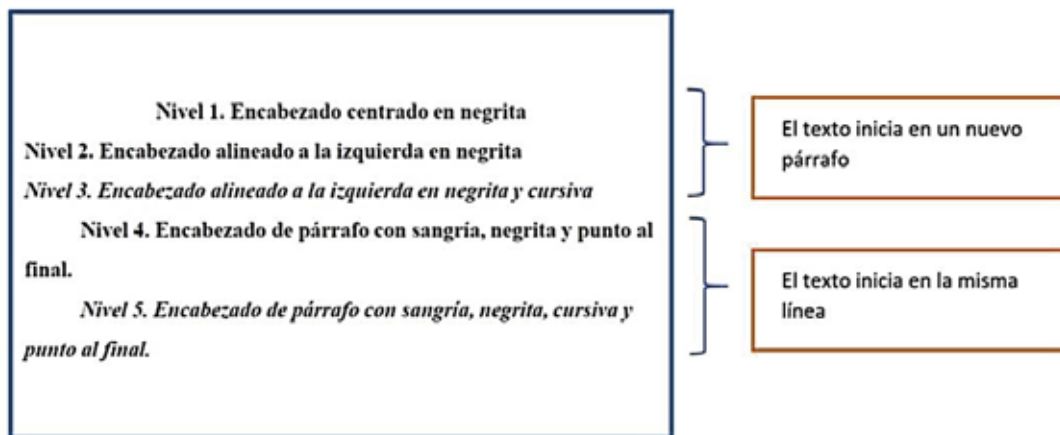 Nivel 1. Encabezado centrado en negrita
Nivel 2. Encabezado alineado a la izquierda en negrita
Nivel 3. Encabezado alineado a la izquierda en negrita y cursiva
Nivel 4. Encabezado de párrafo con sangría, negrita y punto al
final.
Nivel 5. Encabezado de párrafo con sangría, negrita, cursiva y
punto al final.
El texto inicia en un nuevo
párrafo
El texto inicia en la misma
línea